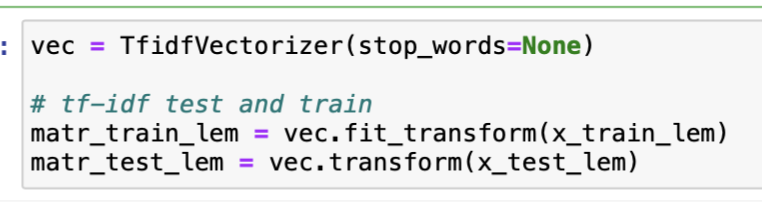 : vec = TfidfVectorizer(stop_words=None)
# tf-idf test and train
matr_train_lem = vec.fit_transform(x_train_lem)
matr_test_lem = vec.transform(x_test_lem)